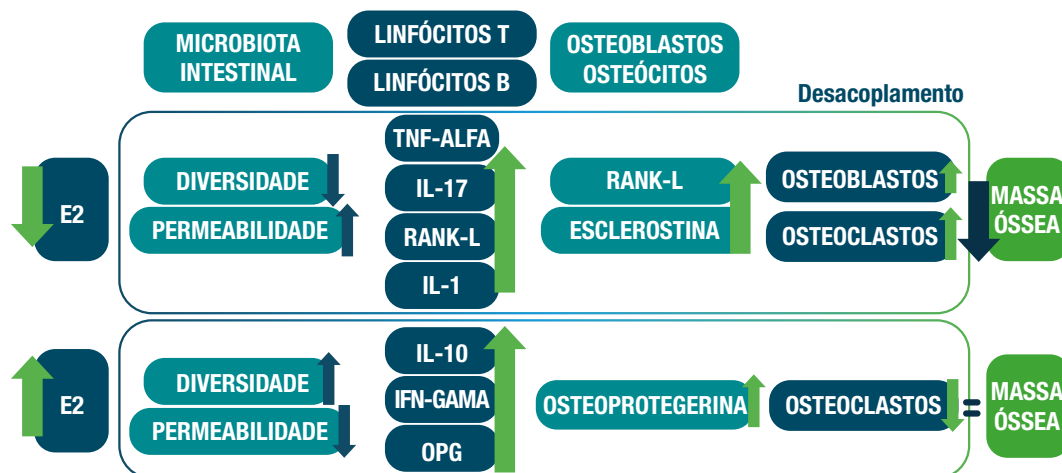 MICROBIOTA
INTESTINAL
LINFÓCITOS T
LINFÓCITOS B
OSTEOBLASTOS
OSTEÓCITOS
Desacoplamento
E2
DIVERSIDADE
PERMEABILIDADE
TNF-ALFA
IL-17
RANK-L
IL-1
RANK-L
ESCLEROSTINA
OSTEOBLASTOS
OSTEOCLASTOS
MASSA
ÓSSEA
E2
DIVERSIDADE
PERMEABILIDADE
IL-10
IFN-GAMA
OPG
OSTEOPROTEGERINA
OSTEOCLASTOS
=
MASSA
ÓSSEA